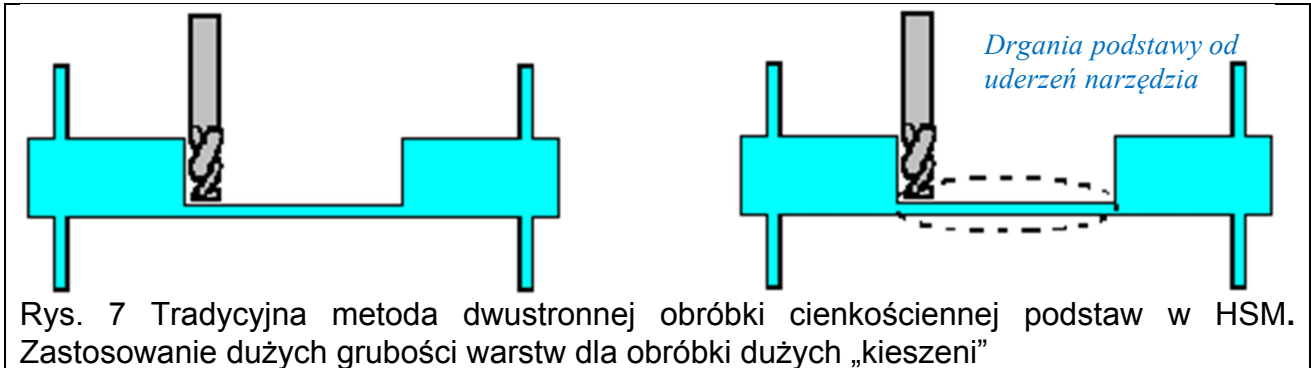 Drgania podstawy od
uderzeń narzędzia
Rys. 7 Tradycyjna metoda dwustronnej obróbki cienkościennej podstaw w HSM.
Zastosowanie dużych grubości warstw dla obróbki dużych „kieszeni”